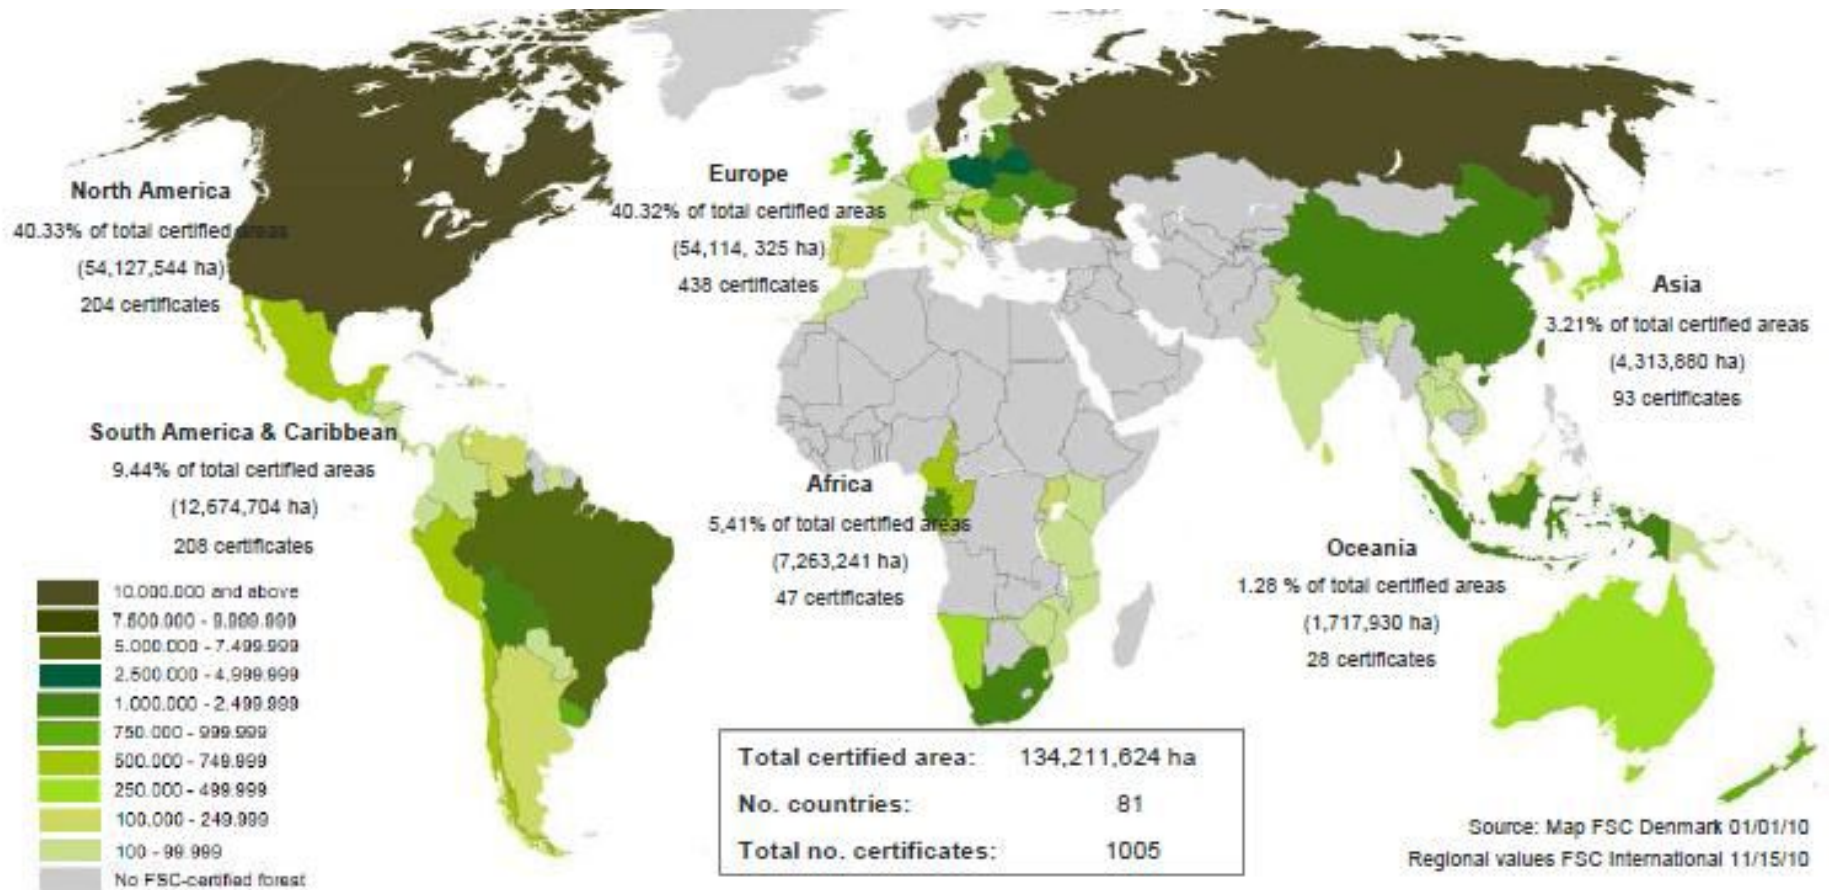 North America
40.33% of total certified areas
(54,127,544 ha)
204 certificates
Europe
40.32% of total certified areas
(54,114, 325 ha)
438 certificates
Asia
3.21% of total certified areas
(4,313,880 ha)
93 certificates
South America & Caribbean
9.44% of total certified areas
(12,674,704 ha)
208 certificates
Africa
5,41% of total certified areas
(7,263,241 ha)
47 certificates
Oceania
1.28 % of total certified areas
(1,717,930 ha)
28 certificates
10.000.000 and above
7.500.000 - 9.999.999
5.000.000 - 7.499.999
2.500.000 - 4,999.999
1.000.000 - 2.499.999
750.000 - 999.999
500.000 - 749.999
250.000 - 499.999
100.000 - 249.999
100 - 99.999
No FSC-certified forest
Total certified area: 134,211,624 ha
No. countries: 81
Total no. certificates: 1005
Source: Map FSC Denmark 01/01/10
Regional values FSC International 11/15/10